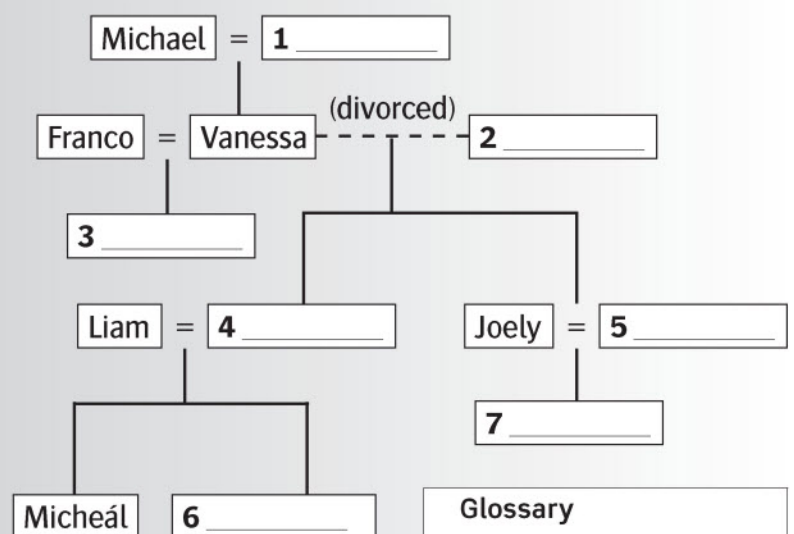 Michael = 1
(divorced)
Franco = Vanessa 2
3
Liam = 4 Joely = 5
7
Micheál 6 Glossary